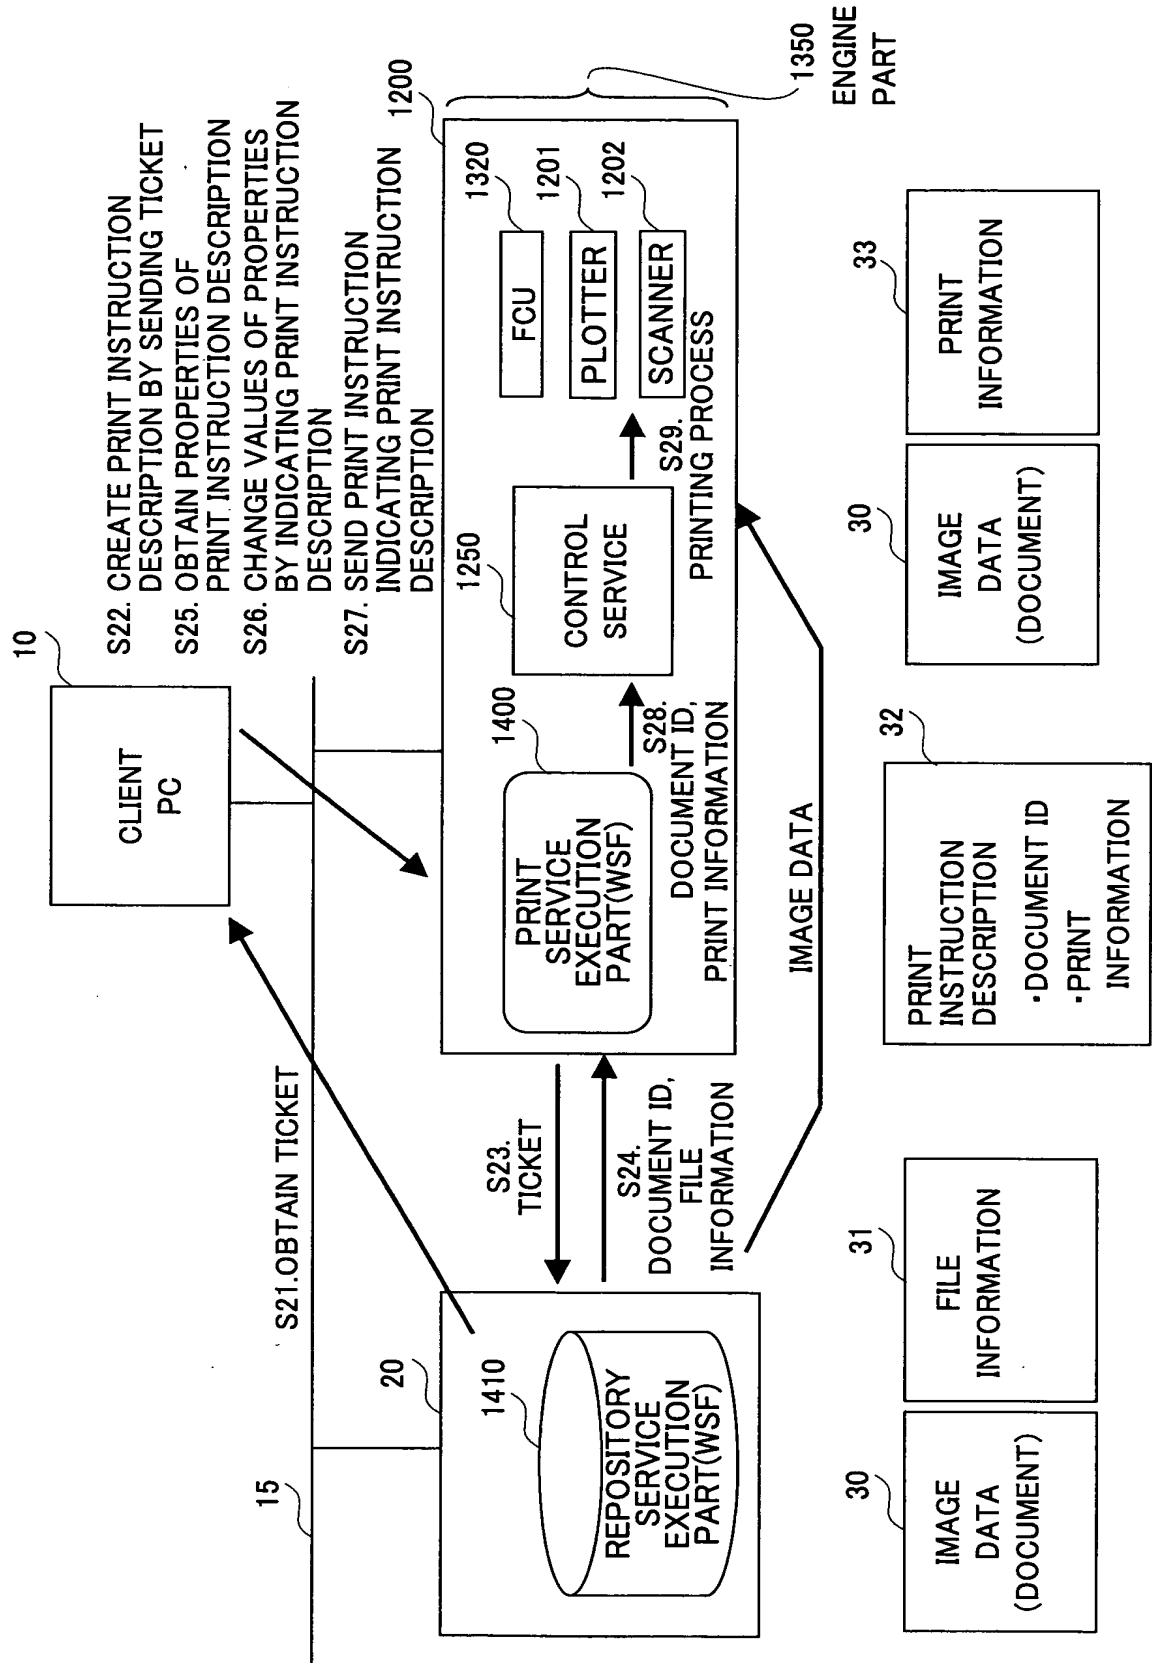 10
CLIENT
PC
S22. CREATE PRINT INSTRUCTION
DESCRIPTION BY SENDING TICKET
S25. OBTAIN PROPERTIES OF
PRINT INSTRUCTION DESCRIPTION
S26. CHANGE VALUES OF PROPERTIES
BY INDICATING PRINT INSTRUCTION
DESCRIPTION
S27. SEND PRINT INSTRUCTION
INDICATING PRINT INSTRUCTION
DESCRIPTION
15
S21.OBTAIN TICKET
20
1410
REPOSITORY
SERVICE
EXECUTION
PART(WSF)
S23.
TICKET
S24.
DOCUMENT ID,
FILE
INFORMATION
1200
1400
PRINT
SERVICE
EXECUTION
PART(WSF)
S28.
DOCUMENT ID,
PRINT INFORMATION
1250
CONTROL
SERVICE
S29.
PRINTING PROCESS
1320
FCU
1201
PLOTTER
1202
SCANNER
1350
ENGINE
PART
IMAGE DATA
30
IMAGE
DATA
(DOCUMENT)
31
FILE
INFORMATION
32
PRINT
INSTRUCTION
DESCRIPTION
・DOCUMENT ID
・PRINT
INFORMATION
30
IMAGE
DATA
(DOCUMENT)
33
PRINT
INFORMATION